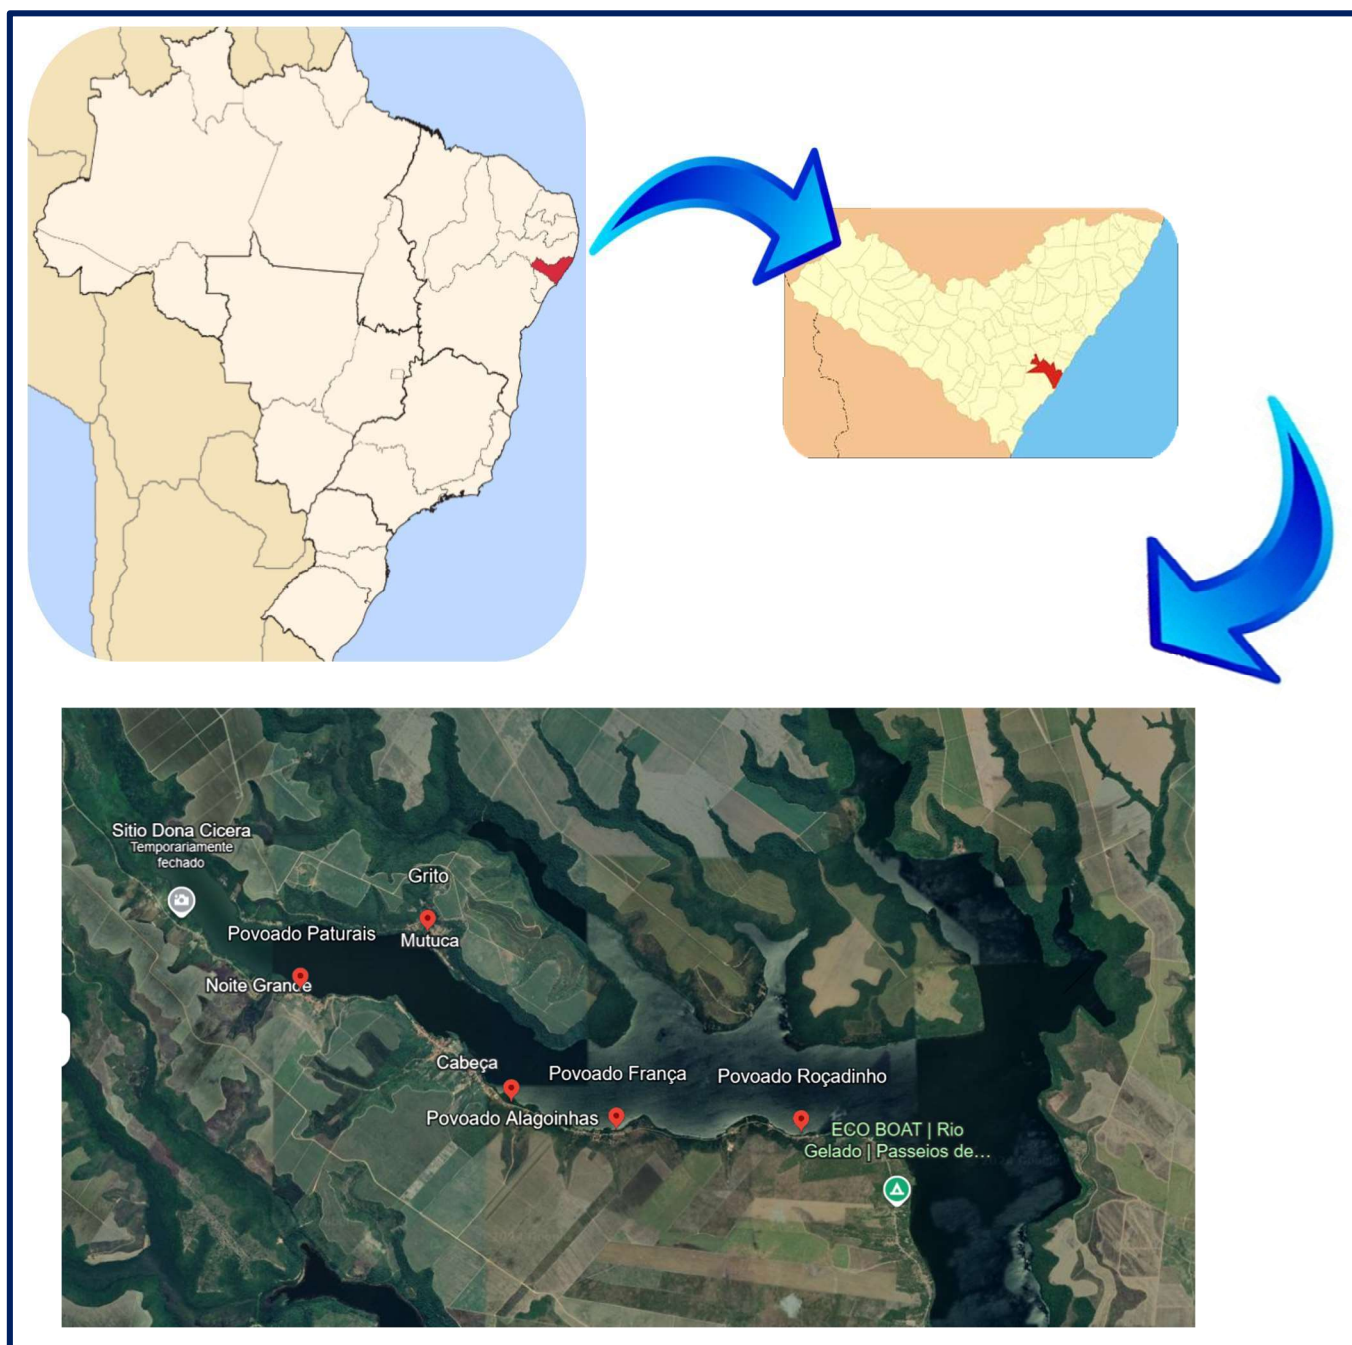 Sitio Dona Cicera
Temporariamente
fechado
Grito
Povoado Paturais
Mutuca
Noite Grande
Cabeça
Povoado França
Povoado Roçadinho
Povoado Alagoinhas
ECO BOAT | Rio
Gelado | Passeios de...